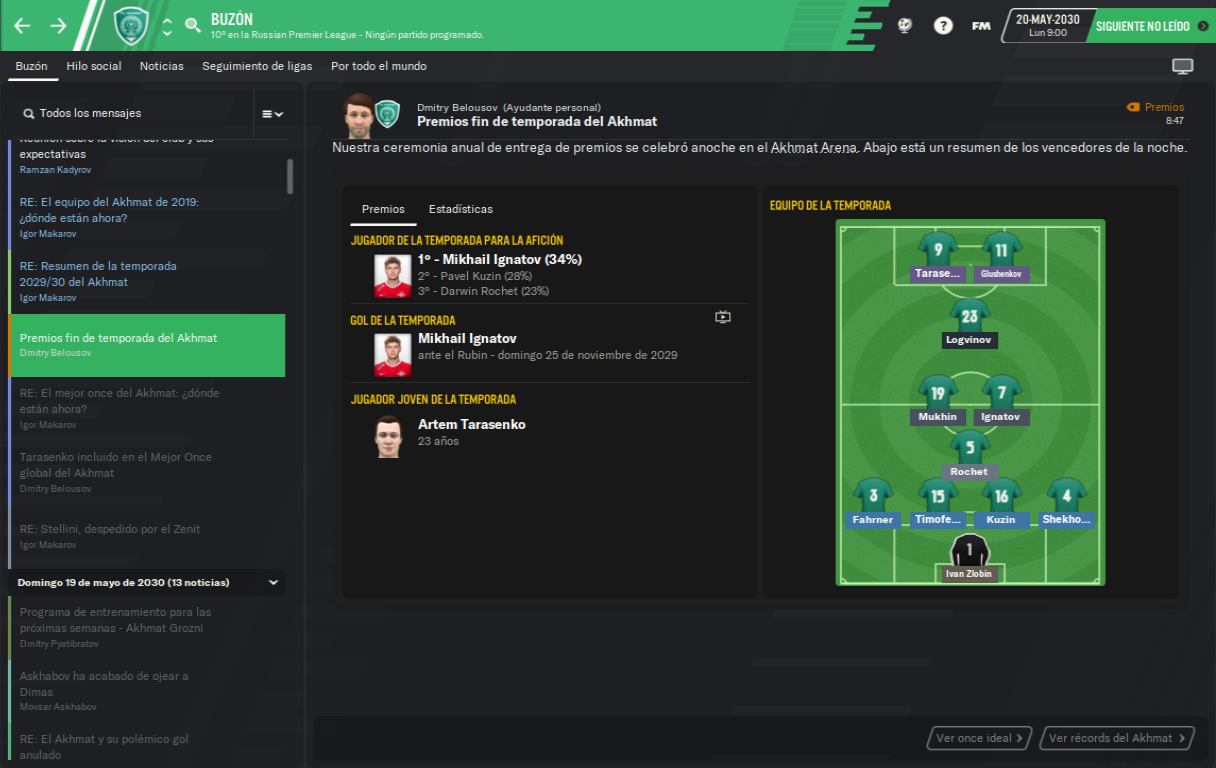 BUZÓN
10º en la Russian Premier League - Ningún partido programado.
?
FM
20-MAY-2030
Lun 9:00
SIGUIENTE NO LEÍDO
Buzón
Hilo social
Noticias
Seguimiento de ligas
Por todo el mundo
Todos los mensajes
Reunión sobre la visión del club y sus
expectativas
Ramzan Kadyrov
RE: El equipo del Akhmat de 2019:
¿dónde están ahora?
Igor Makarov
RE: Resumen de la temporada
2029/30 del Akhmat
Igor Makarov
Premios fin de temporada del Akhmat
Dmitry Belousov
RE: El mejor once del Akhmat: ¿dónde
están ahora?
Igor Makarov
Tarasenko incluido en el Mejor Once
global del Akhmat
Dmitry Belousov
RE: Stellini, despedido por el Zenit
Igor Makarov
Domingo 19 de mayo de 2030 (13 noticias)
Programa de entrenamiento para las
próximas semanas - Akhmat Grozni
Dmitry Pyatibratov
Askhabov ha acabado de ojear a
Dimas
Movsar Askhabov
RE: El Akhmat y su polémico gol
anulado
Dmitry Belousov (Ayudante personal)
Premios fin de temporada del Akhmat
Premios
8:47
Nuestra ceremonia anual de entrega de premios se celebró anoche en el Akhmat Arena. Abajo está un resumen de los vencedores de la noche.
Premios
Estadísticas
JUGADOR DE LA TEMPORADA PARA LA AFICIÓN
1º - Mikhail Ignatov (34%)
2º - Pavel Kuzin (28%)
3º - Darwin Rochet (23%)
GOL DE LA TEMPORADA
Mikhail Ignatov
ante el Rubin - domingo 25 de noviembre de 2029
JUGADOR JOVEN DE LA TEMPORADA
Artem Tarasenko
23 años
EQUIPO DE LA TEMPORADA
9 11
Tarase... Glushenkov
23
Logvinov
19 7
Mukhin Ignatov
5
Rochet
3 15 16 4
Fahrner Timofe... Kuzin Shekho...
1
Ivan Zlobin
Ver once ideal
Ver récords del Akhmat